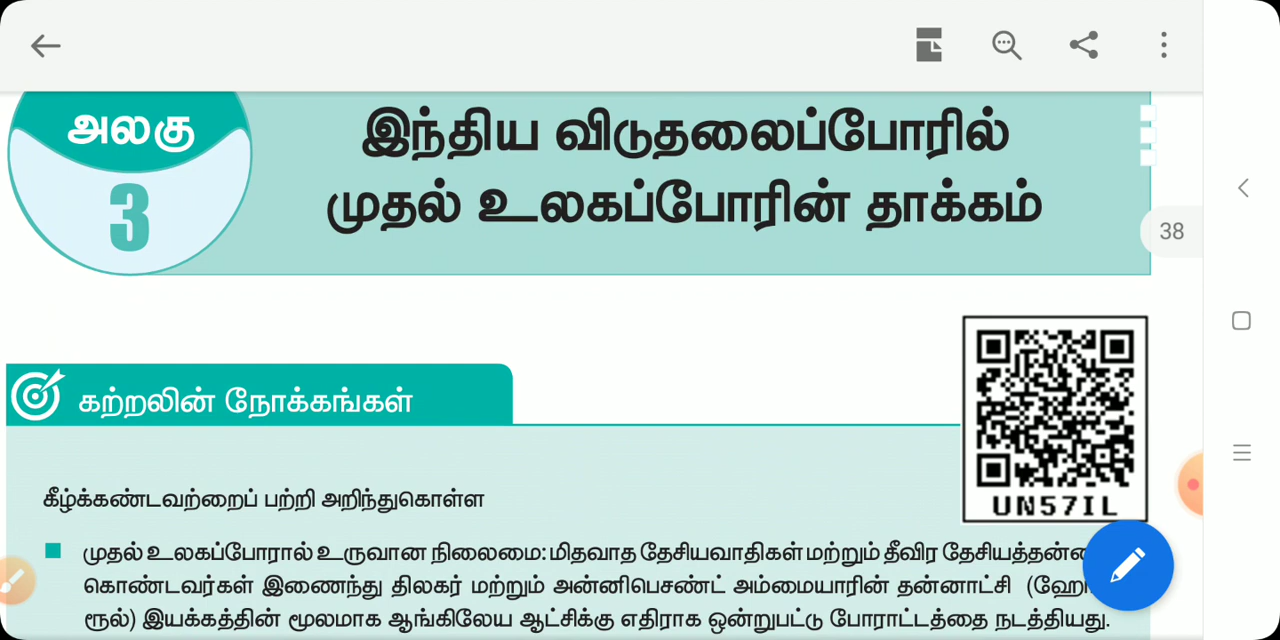 அலகு
3
இந்திய விடுதலைப்போரில்
முதல் உலகப்போரின் தாக்கம்
38
UN57IL
கற்றலின் நோக்கங்கள்
கீழ்க்கண்டவற்றைப் பற்றி அறிந்துகொள்ள
முதல் உலகப்போரால் உருவான நிலைமை: மிதவாத தேசியவாதிகள் மற்றும் தீவிர
கொண்டவர்கள் இணைந்து திலகர் மற்றும் அன்னிபெசண்ட் அம்மையாரின் தன்னாட்சி
ரூல்) இயக்கத்தின் மூலமாக ஆங்கிலேய ஆட்சிக்கு எதிராக ஒன்றுபட்டு போராட்டத்தை நடத்தியது.